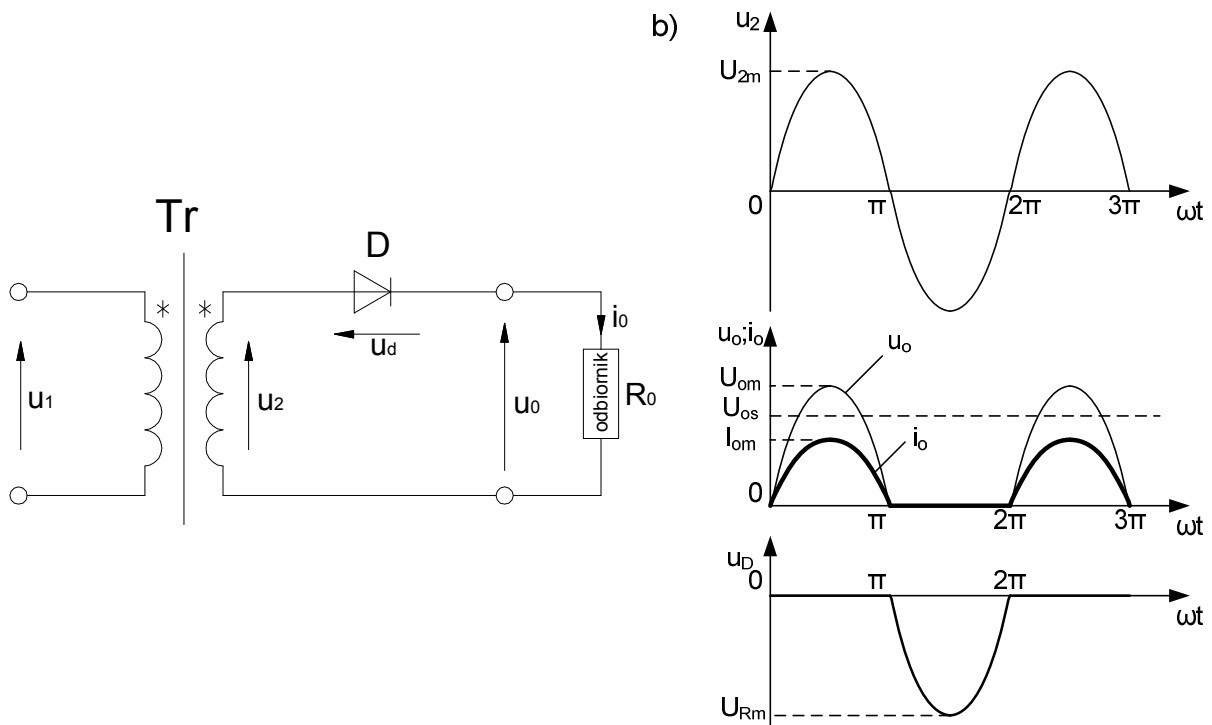 b)
Tr
D
u1
u2
ud
u0
i0
odbiornik
R0
u2
U2m
0
π
2π
3π
ωt
uo;io
uo
Uom
Uos
Iom
io
0
π
2π
3π
ωt
uD
0
π
2π
ωt
URm